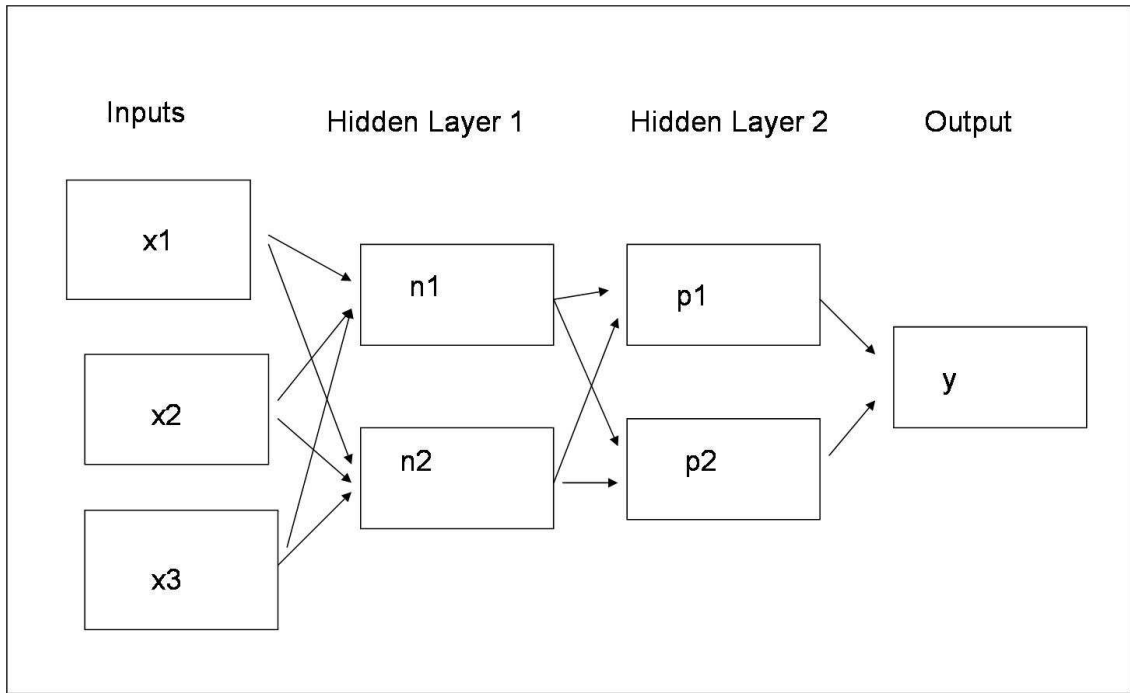 Inputs
Hidden Layer 1
Hidden Layer 2
Output
x1
x2
x3
n1
n2
p1
p2
y